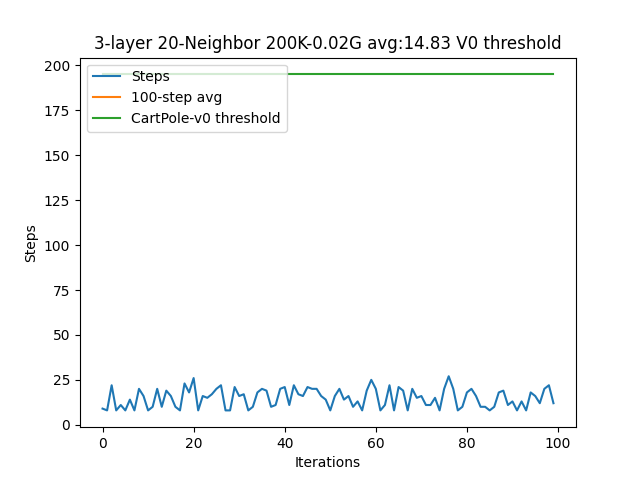 3-layer 20-Neighbor 200K-0.02G avg:14.83 V0 threshold
Steps
100-step avg
CartPole-v0 threshold
200
175
150
125
100
75
50
25
0
Steps
0 20 40 60 80 100
Iterations